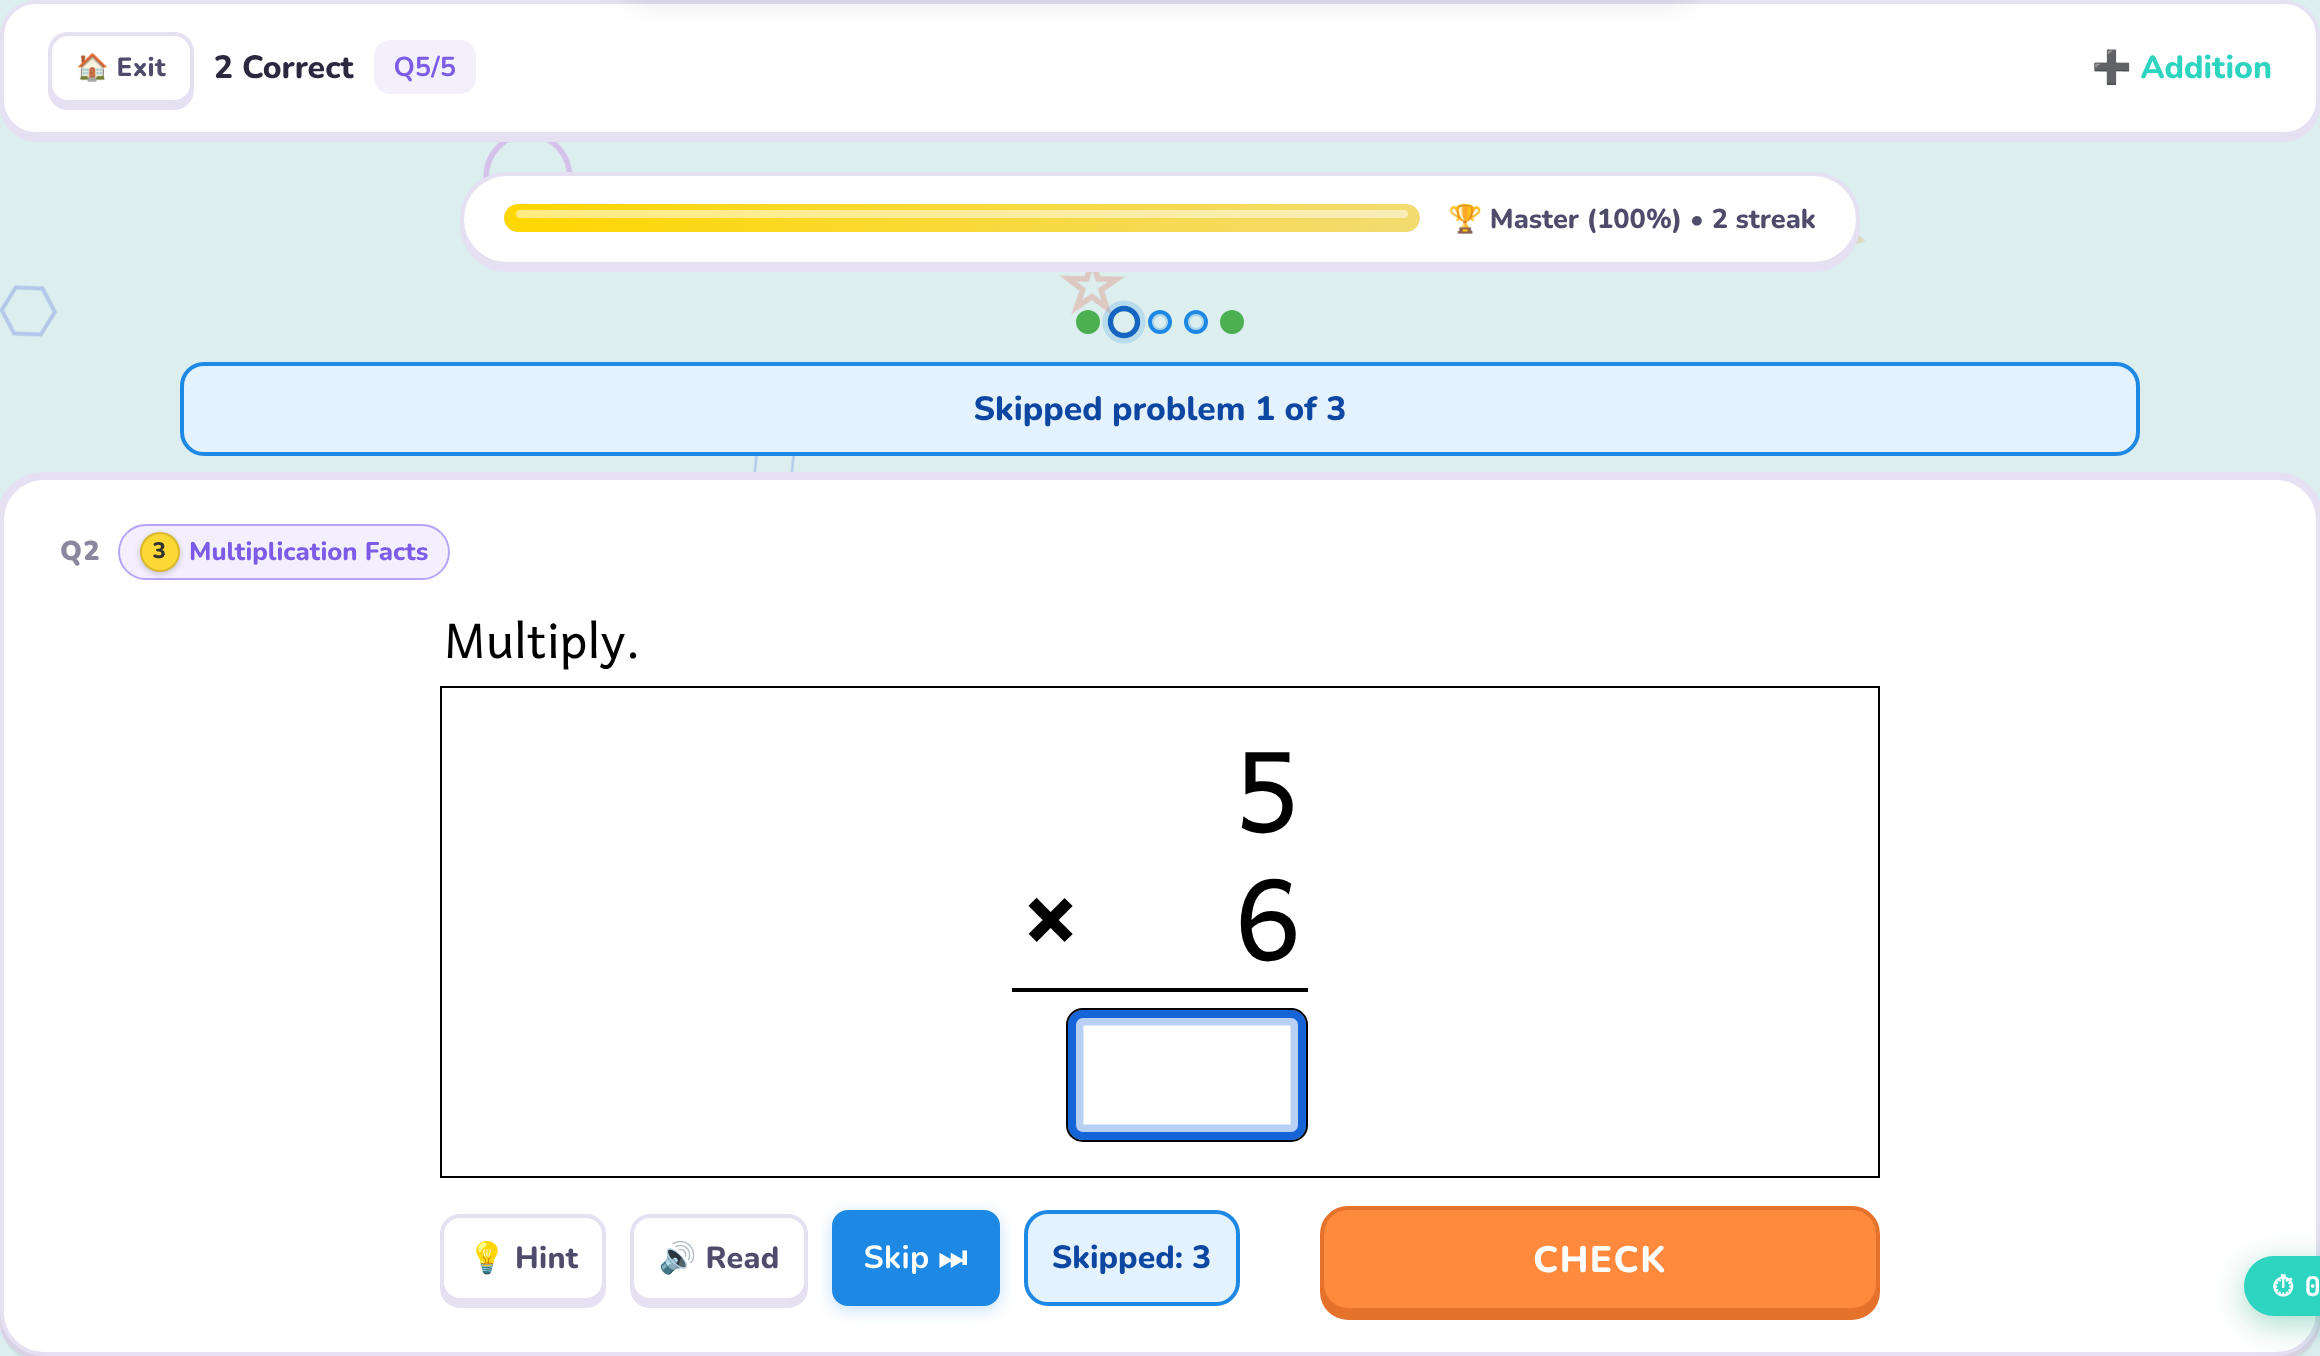 🏠 Exit 2 Correct Q5/5 ➕ Addition
🏆 Master (100%) • 2 streak
Skipped problem 1 of 3
Q2 3 Multiplication Facts
Multiply.
5
× 6
💡 Hint 🔊 Read Skip ⏭ Skipped: 3 CHECK
⏱ 0